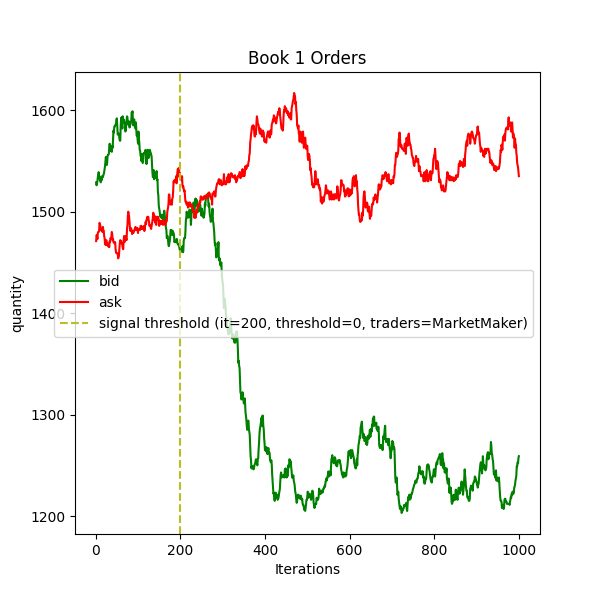 Book 1 Orders
quantity
1600
1500
1400
1300
1200
bid
ask
signal threshold (it=200, threshold=0, traders=MarketMaker)
0 200 400 600 800 1000
Iterations